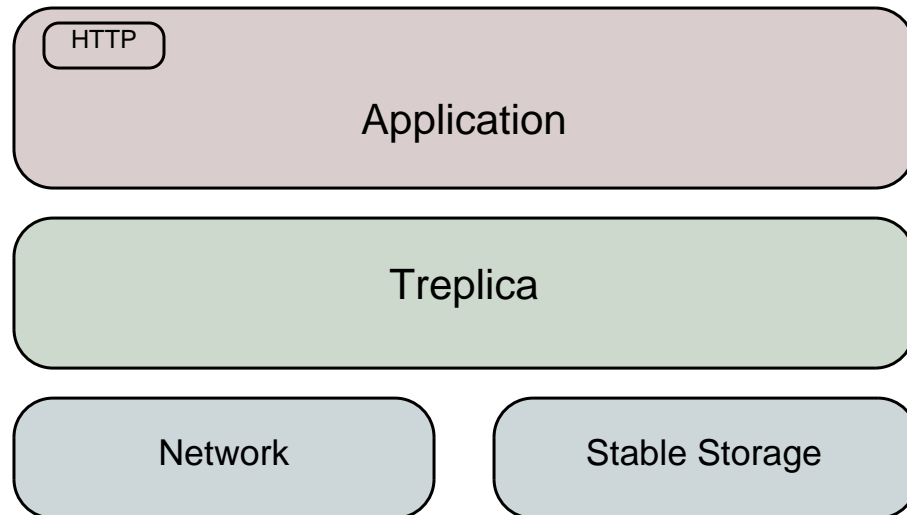 HTTP
Application
Treplica
Network
Stable Storage